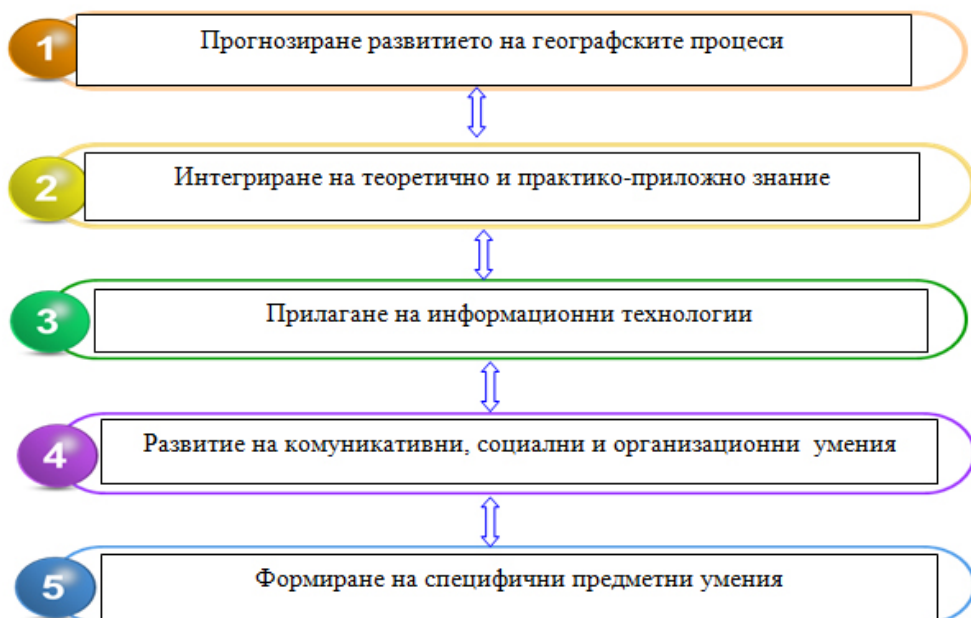 1 Прогнозиране развитието на географските процеси
2 Интегриране на теоретично и практико-приложно знание
3 Прилагане на информационни технологии
4 Развитие на комуникативни, социални и организационни умения
5 Формиране на специфични предметни умения